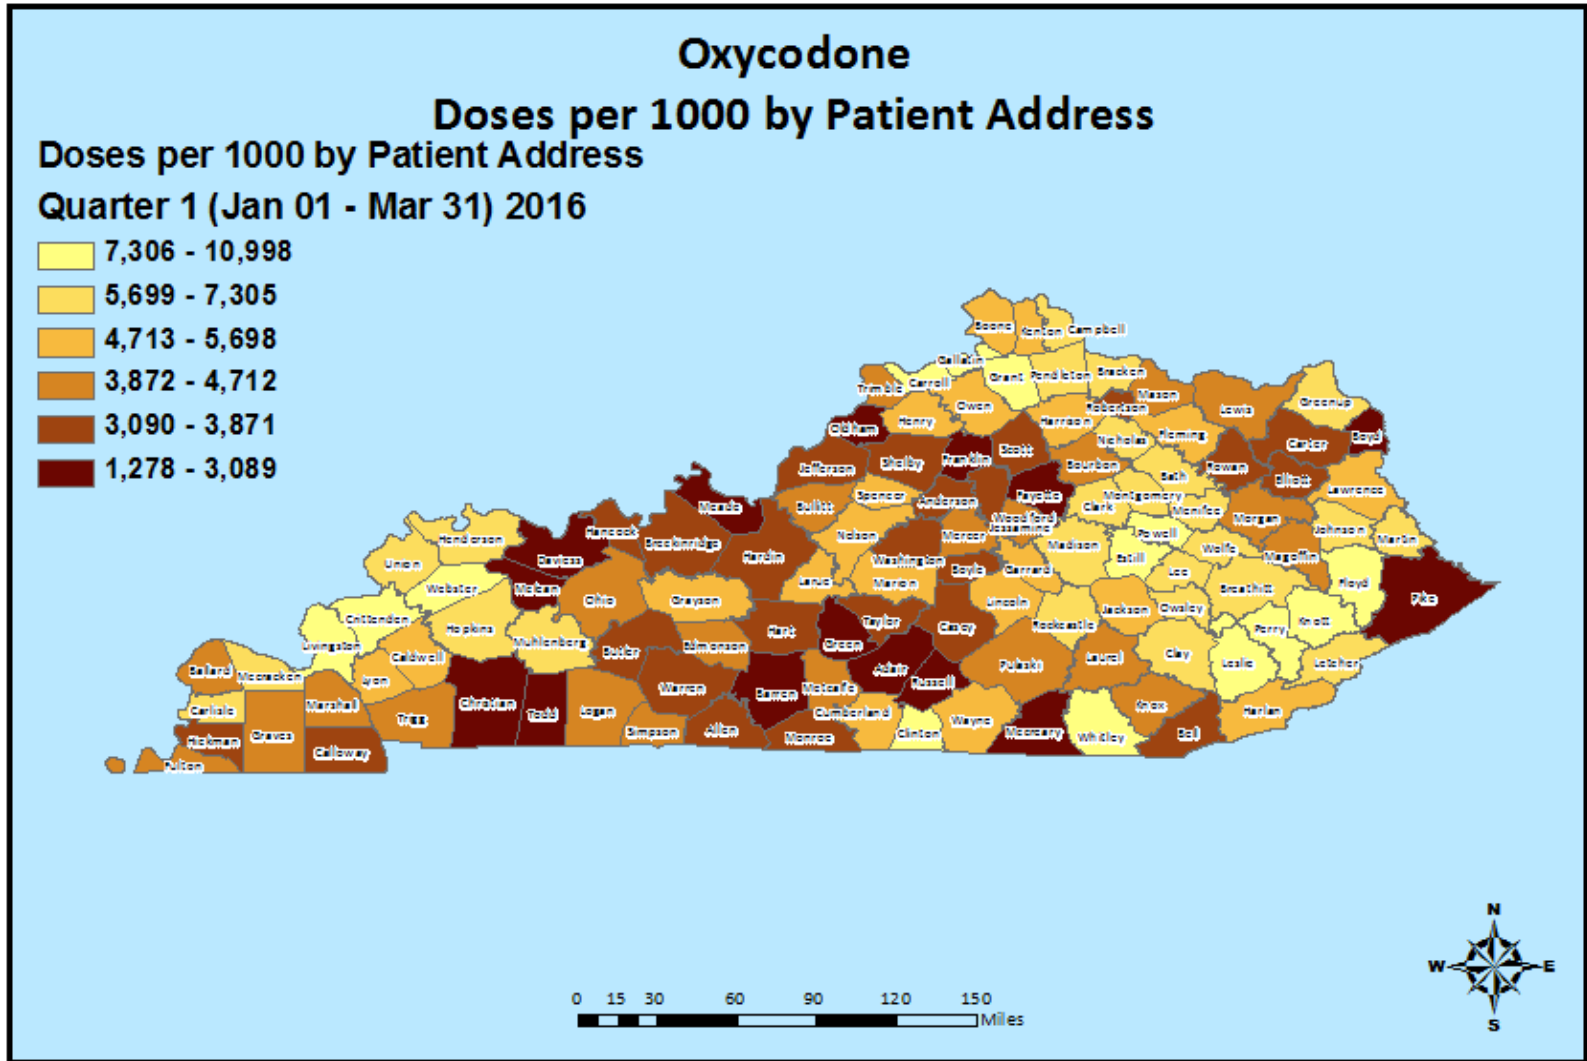 Oxycodone
Doses per 1000 by Patient Address
Doses per 1000 by Patient Address
Quarter 1 (Jan 01 - Mar 31) 2016
7,306 - 10,998
5,699 - 7,305
4,713 - 5,698
3,872 - 4,712
3,090 - 3,871
1,278 - 3,089
Boone Kenton Campbell
Gallatin
Trimble Carroll Grant Pendleton Bracken
Owen Mason
Robertson Lewis Greenup
Oldham Henry Harrison
Nicholas Fleming Carter Boyd
Jefferson Shelby Franklin Scott
Bourbon Bath Rowan Elliott
Meade Bullitt Spencer Anderson Fayette Clark Montgomery Menifee Lawrence
Woodford Morgan
Hancock Nelson Mercer Jessamine Johnson
Henderson Daviess Breckinridge Madison Powell Martin
Union Hardin Washington Estill Wolfe Magoffin
Boyle Garrard Lee
Webster Mclean Larue Marion Breathitt Floyd
Ohio Grayson Lincoln Jackson Owsley Pike
Crittenden Hopkins Hart Taylor Casey Rockcastle Perry Knott
Livingston Muhlenberg Green
Butler Edmonson Clay
Ballard Caldwell Adair Pulaski Laurel Leslie Letcher
Mccracken Lyon Warren Barren Metcalfe Russell
Carlisle Marshall Christian Todd Logan Cumberland Knox Harlan
Trigg Wayne
Hickman Graves Simpson Allen Monroe Clinton Mccreary Whitley Bell
Calloway
Fulton
N
W E
S
0 15 30 60 90 120 150
Miles